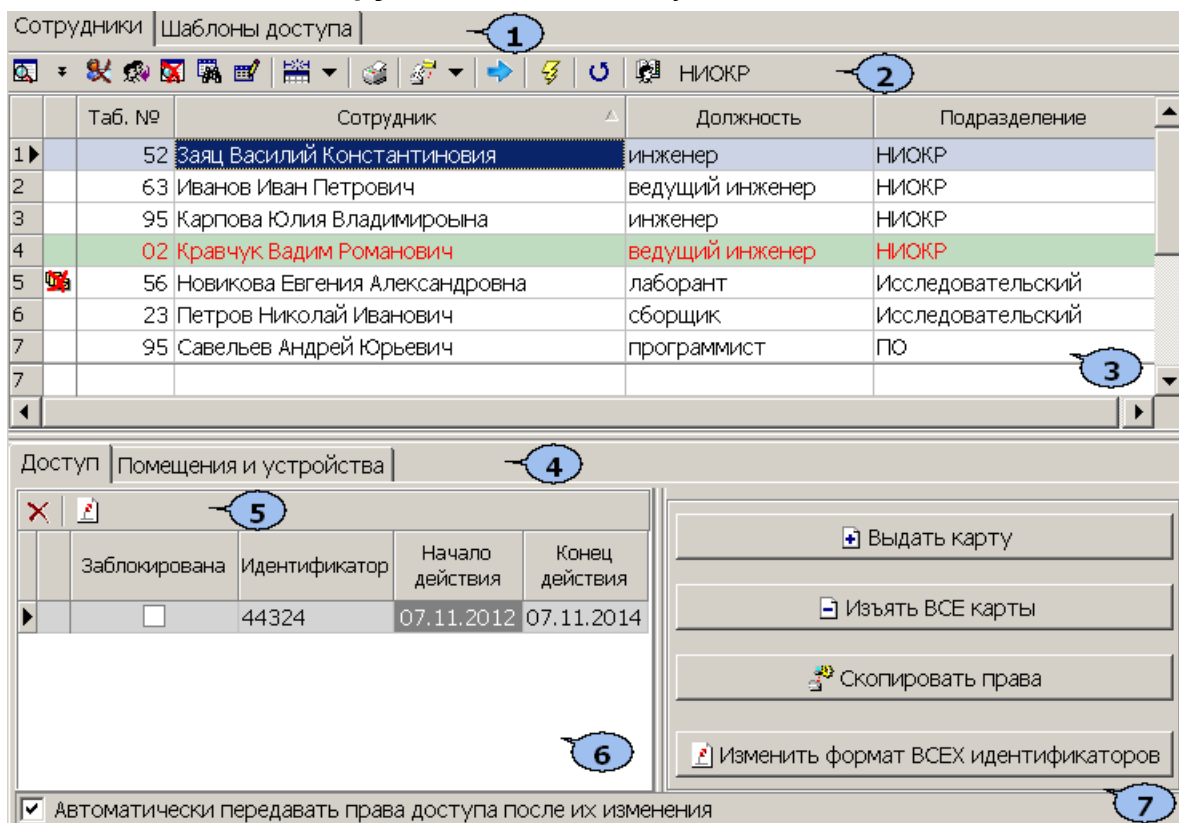 Сотрудники Шаблоны доступа 1
НИОКР 2
Таб. № Сотрудник Должность Подразделение
1 52 Заяц Василий Константиновия инженер НИОКР
2 63 Иванов Иван Петрович ведущий инженер НИОКР
3 95 Карпова Юлия Владимироына инженер НИОКР
4 02 Кравчук Вадим Романович ведущий инженер НИОКР
5 56 Новикова Евгения Александровна лаборант Исследовательский
6 23 Петров Николай Иванович сборщик Исследовательский
7 95 Савельев Андрей Юрьевич программист ПО
3
7
Доступ Помещения и устройства 4
5
Заблокирована Идентификатор Начало действия Конец действия
44324 07.11.2012 07.11.2014
6
Выдать карту
Изъять ВСЕ карты
Скопировать права
Изменить формат ВСЕХ идентификаторов
7
Автоматически передавать права доступа после их изменения